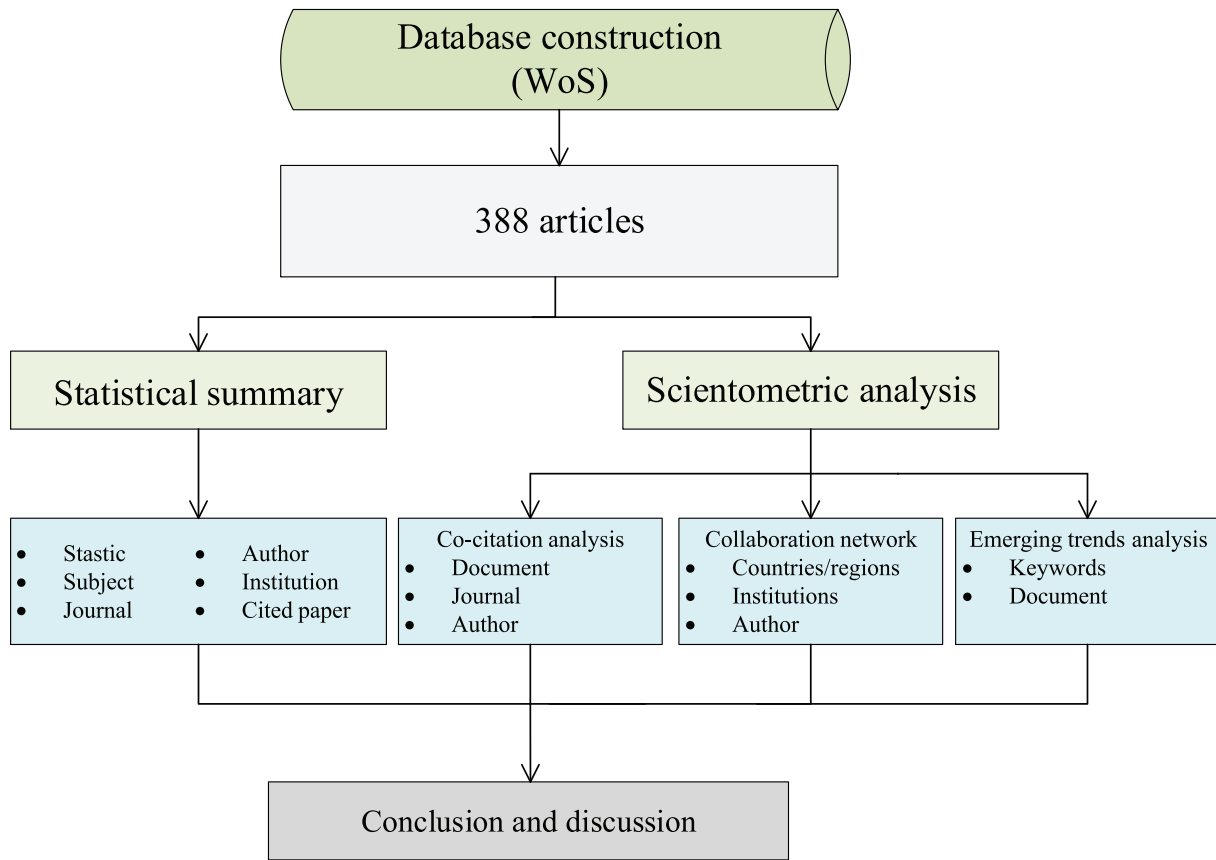 Database construction
(WoS)
388 articles
Statistical summary
Scientometric analysis
• Stastic
• Subject
• Journal
• Author
• Institution
• Cited paper
Co-citation analysis
• Document
• Journal
• Author
Collaboration network
• Countries/regions
• Institutions
• Author
Emerging trends analysis
• Keywords
• Document
Conclusion and discussion